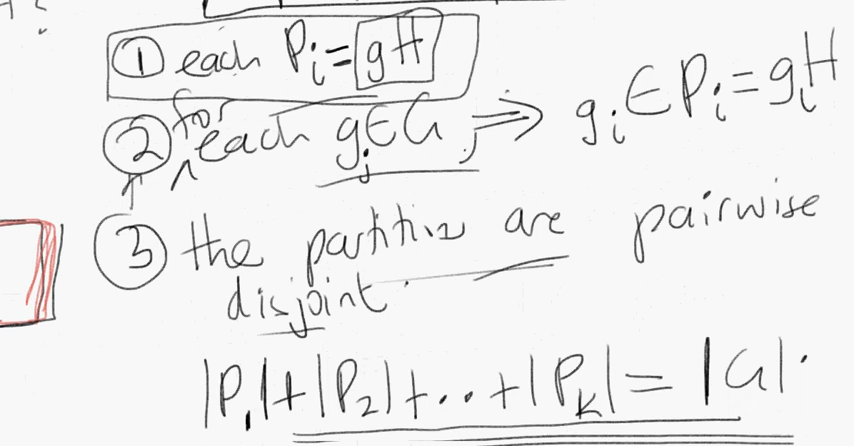 ① each Pᵢ = gH
② for each gⱼ∈G, ⇒ gᵢ∈Pᵢ=gᵢH
③ the partitin are pairwise
disjoint.
|P₁|+|P₂|+..+|Pₖ| = |G|.